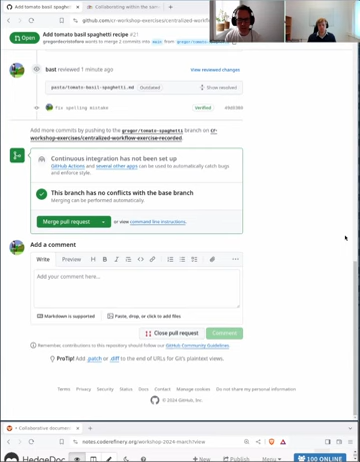 Add tomato basil spaghetti
Collaborating within the same
github.com/cr-workshop-exercises/centralized-workflow
Open
Add tomato basil spaghetti recipe #21
wants to merge 2 commits into main from
bast reviewed 1 minute ago
View reviewed changes
pasta/tomato-basil-spaghetti.md Outdated
Show resolved
fix spelling mistake
Verified
Add more commits by pushing to the gregor/tomato-spaghetti branch on cr-
workshop-exercises/centralized-workflow-exercise-recorded.
Continuous integration has not been set up
GitHub Actions and several other apps can be used to automatically catch bugs
and enforce style.
This branch has no conflicts with the base branch
Merging can be performed automatically.
Merge pull request
or view command line instructions.
Add a comment
Write
Preview
H B I
Add your comment here...
Markdown is supported
Paste, drop, or click to add files
Close pull request
Comment
Remember, contributions to this repository should follow our GitHub Community Guidelines.
ProTip! Add .patch or .diff to the end of URLs for Git's plaintext views.
Terms Privacy Security Status Docs Contact Manage cookies Do not share my personal information
© 2024 GitHub, Inc.
Collaborative documen
notes.coderefinery.org/workshop-2024-march/view
HedgeDoc
New
Publish
Menu
100 ONLINE